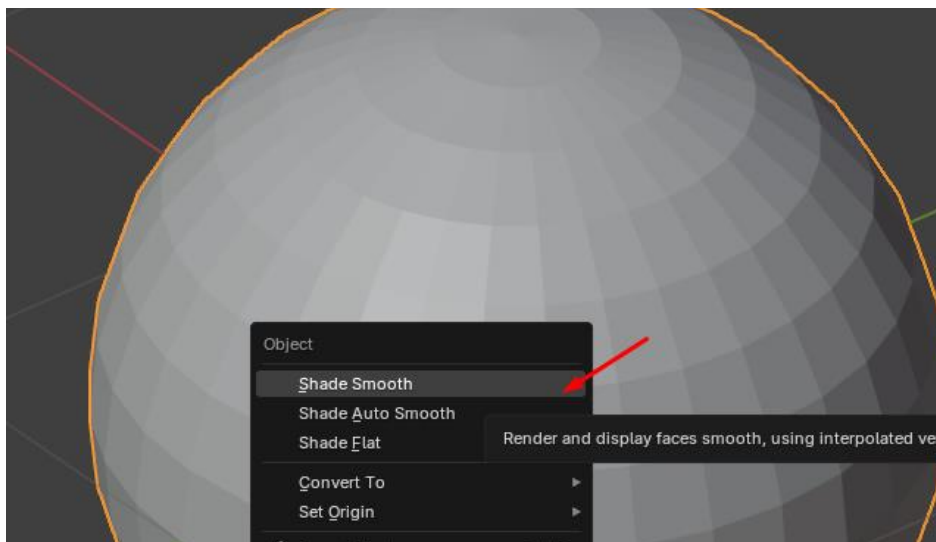 Object
Shade Smooth
Shade Auto Smooth
Shade Flat
Render and display faces smooth, using interpolated ve
Convert To
Set Origin